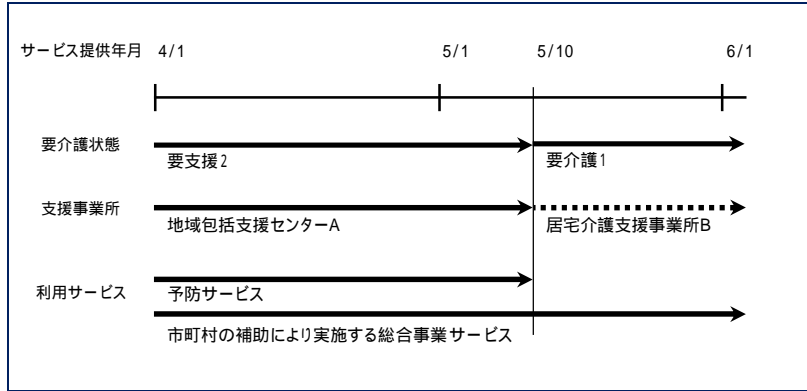 サービス提供年月 4/1 5/1 5/10 6/1
要介護状態
要支援2 要介護1
支援事業所
地域包括支援センターA 居宅介護支援事業所B
利用サービス 予防サービス
市町村の補助により実施する総合事業サービス